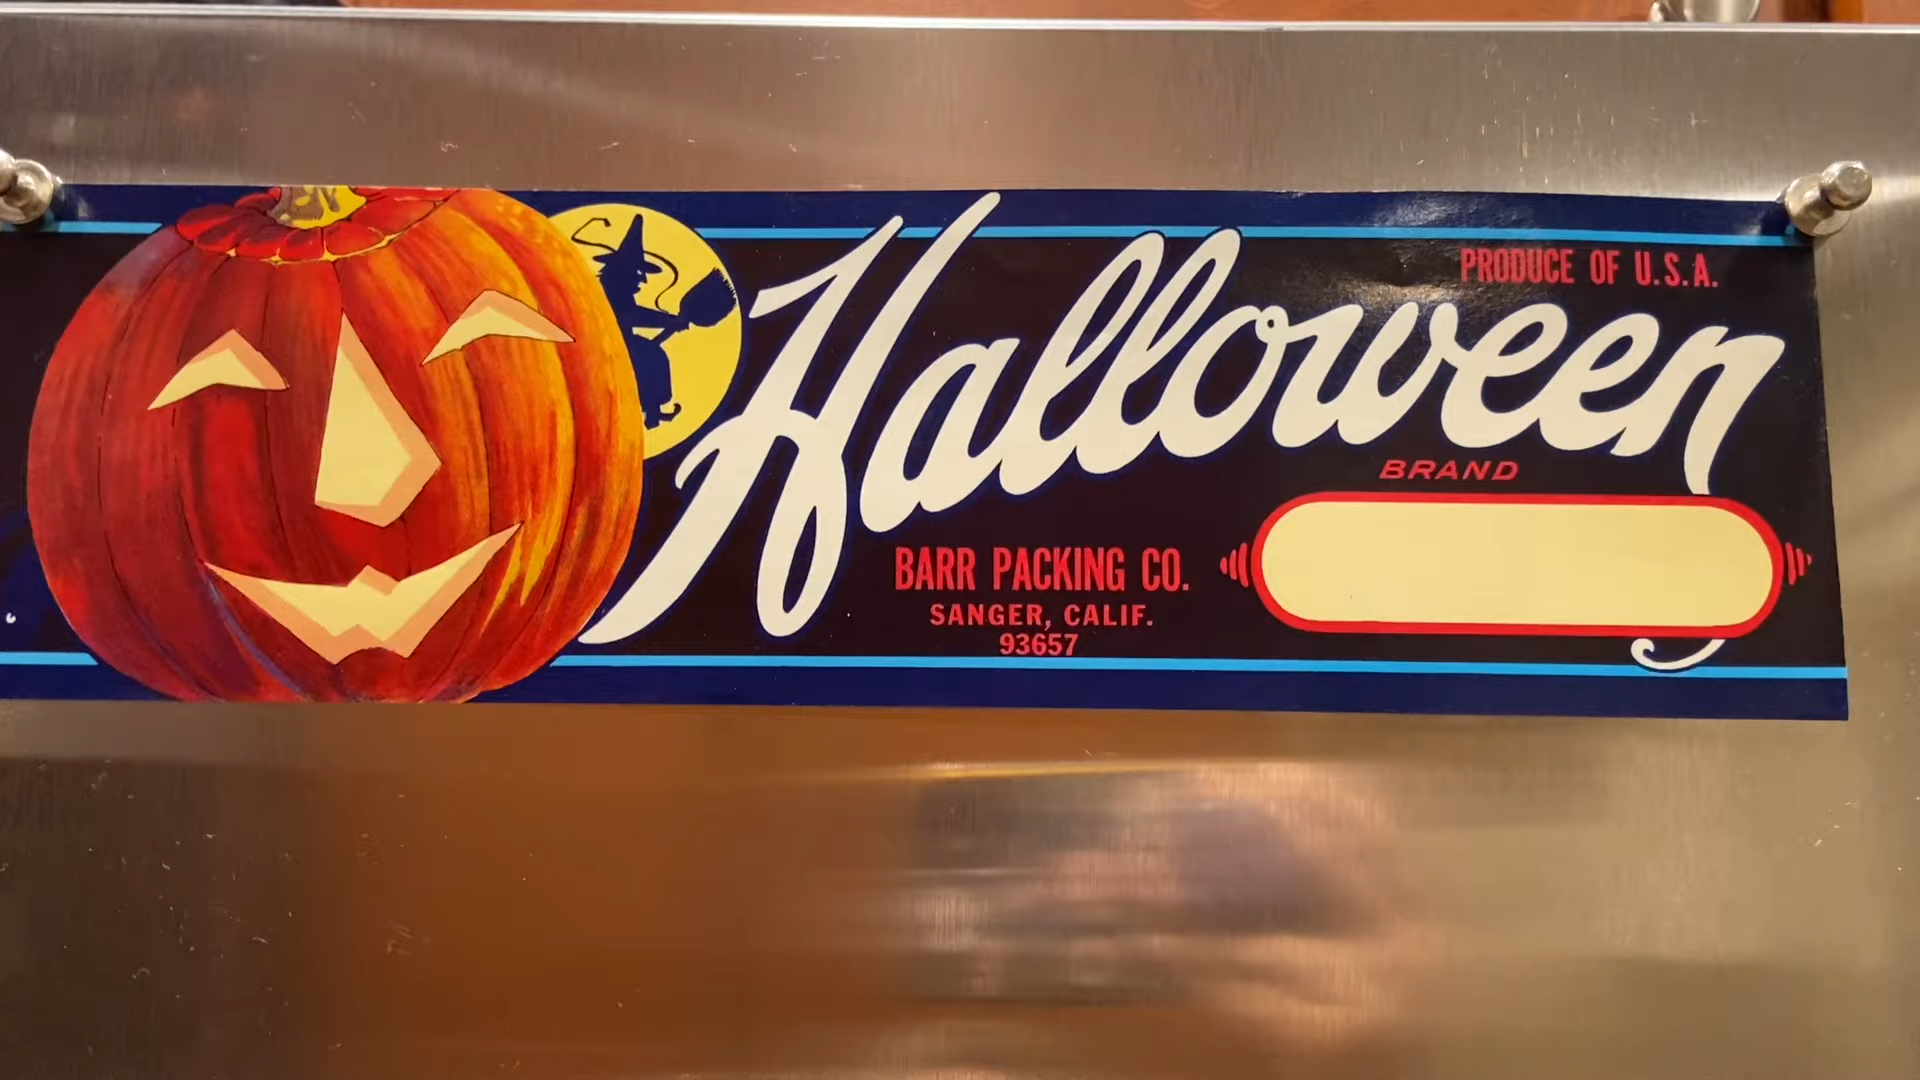 PRODUCE OF U.S.A.
Halloween
BRAND
BARR PACKING CO.
SANGER, CALIF.
93657